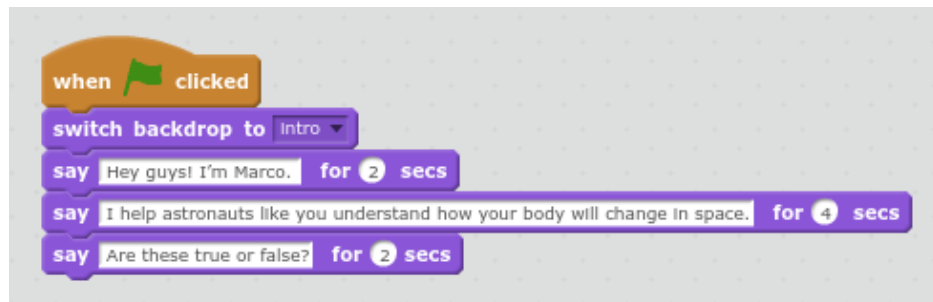 when clicked
switch backdrop to Intro
say Hey guys! I'm Marco. for 2 secs
say I help astronauts like you understand how your body will change in space. for 4 secs
say Are these true or false? for 2 secs